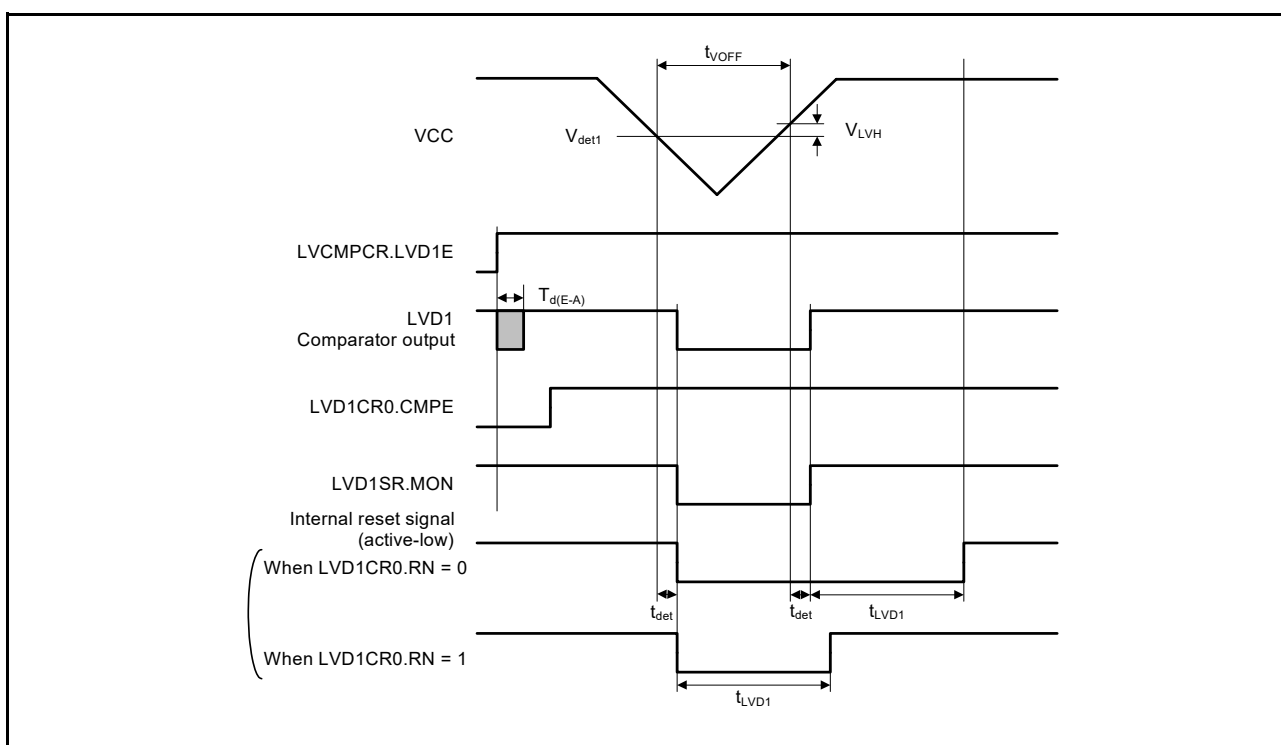 tVOFF
VCC
Vdet1
VLVH
LVCMPCR.LVD1E
Td(E-A)
LVD1
Comparator output
LVD1CR0.CMPE
LVD1SR.MON
Internal reset signal
(active-low)
When LVD1CR0.RN = 0
tdet
tdet
tLVD1
When LVD1CR0.RN = 1
tLVD1